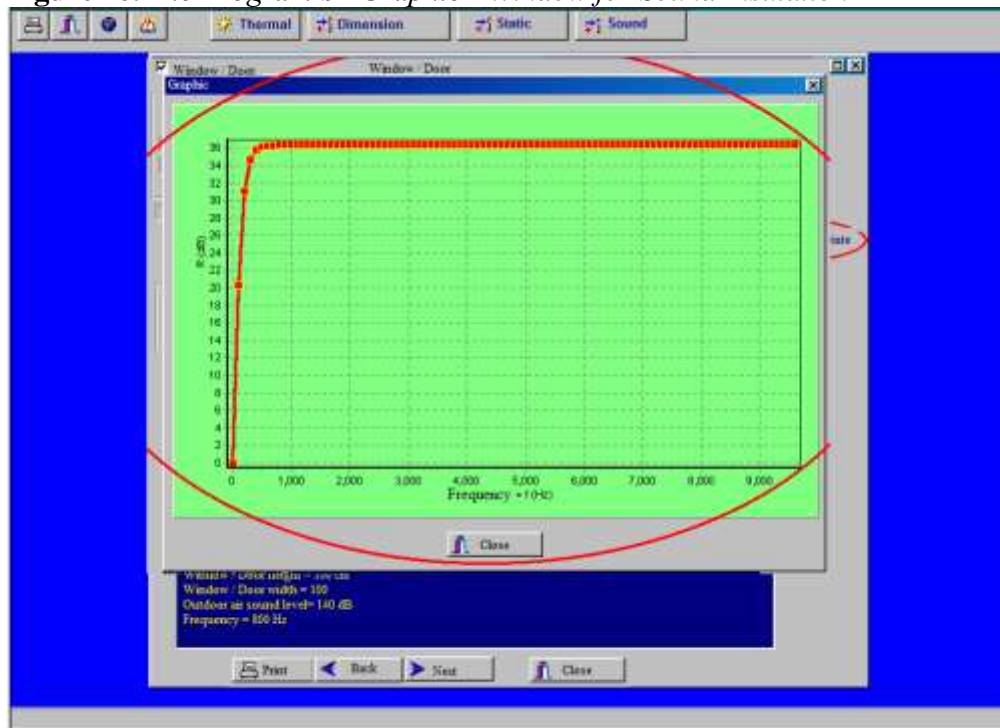 Thermal Dimension Static Sound
Window / Door Window / Door
Graphic
36
34
32
30
28
26
24
22
20
18
16
14
12
10
8
6
4
2
0
R (dB)
0 1,000 2,000 3,000 4,000 5,000 6,000 7,000 8,000 9,000
Frequency = f (Hz)
Close
Window / Door width = 100
Outdoor air sound level= 140 dB
Frequency = 800 Hz
Print Back Next Close